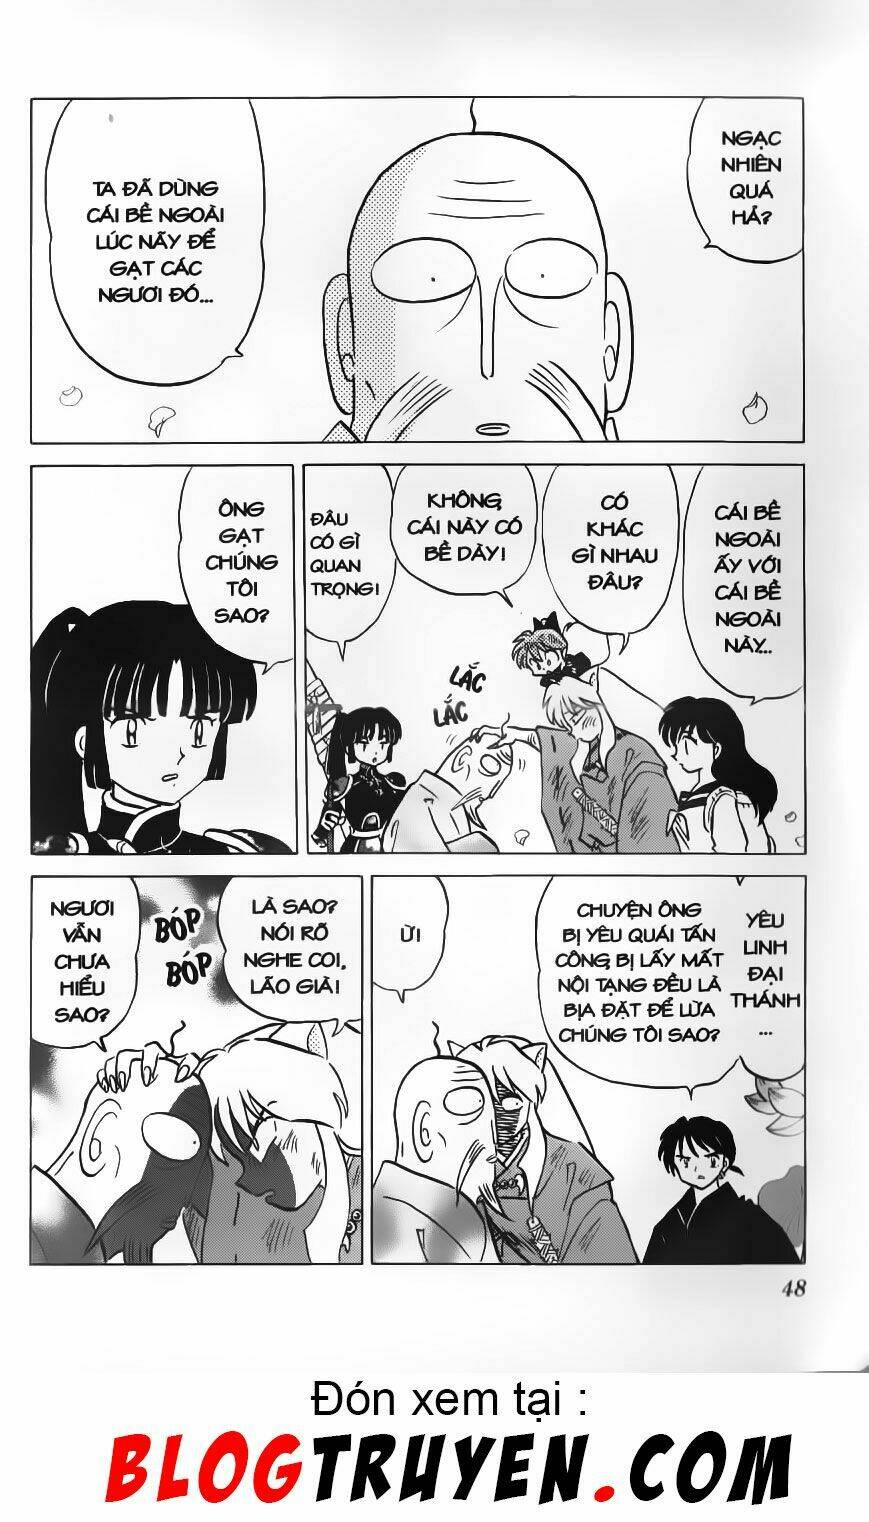 NGẠC
NHIÊN
QUÁ
HẢ?
TA ĐÃ DÙNG
CÁI BỀ NGOÀI
LÚC NÃY ĐỂ
GẠT CÁC
NGƯƠI ĐÓ...
CÁI BỀ
NGOÀI
ẤY VỚI
CÁI BỀ
NGOÀI
NÀY...
CÓ
KHÁC
GÌ NHAU
ĐÂU?
KHÔNG,
CÁI NÀY CÓ
BỀ DÀY!
ĐÂU
CÓ GÌ
QUAN
TRỌNG!
LẮC
LẮC
ÔNG
GẠT
CHÚNG
TÔI
SAO?
YÊU
LINH
ĐẠI
THÁNH
...
CHUYỆN ÔNG
BỊ YÊU QUÁI TẤN
CÔNG, BỊ LẤY MẤT
NỘI TẠNG ĐỀU LÀ
BỊA ĐẶT ĐỂ LỪA
CHÚNG TÔI SAO?
Ừ!
LÀ SAO?
NÓI RÕ
NGHE COI,
LÃO GIÀ!
BÓP
BÓP
NGƯƠI
VẪN
CHƯA
HIỂU
SAO?
48
Đón xem tại :
BLOGTRUYEN.COM